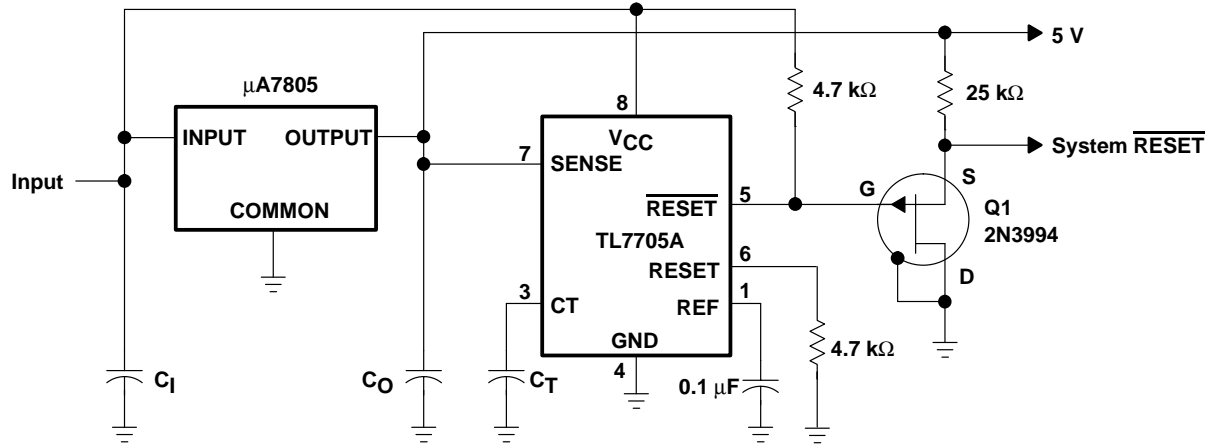 5 V
μA7805
4.7 kΩ
25 kΩ
8
INPUT
OUTPUT
VCC
System RESET
7
SENSE
Input
S
G
5
RESET
Q1
2N3994
COMMON
TL7705A
6
RESET
D
3
CT
REF
1
GND
4
4.7 kΩ
CI
CO
CT
0.1 μF